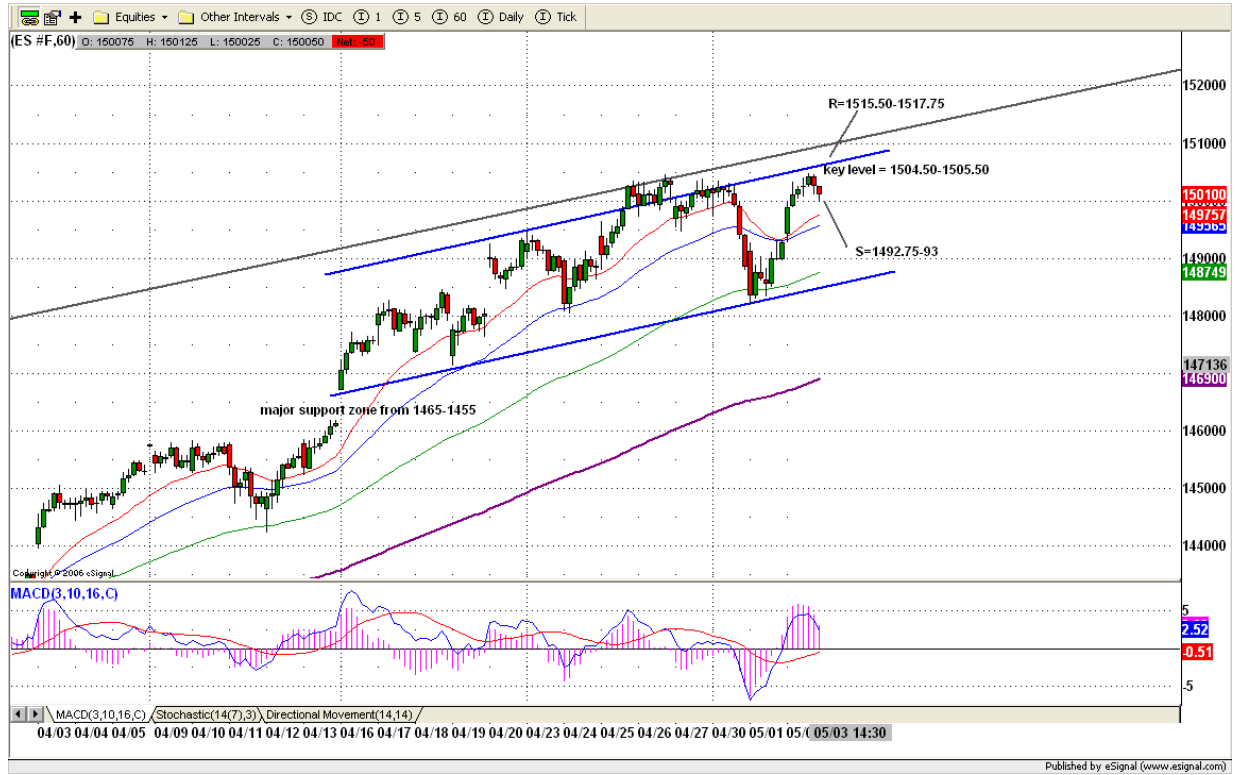 Equities Other Intervals S IDC I 1 I 5 I 60 I Daily I Tick
(ES #F,60) O: 150075 H: 150125 L: 150025 C: 150050 Net: -50
152000
R=1515.50-1517.75
151000
key level = 1504.50-1505.50
150100
149757
149565
S=1492.75-93
149000
148749
148000
147136
146900
major support zone from 1465-1455
146000
145000
144000
Copyright © 2006 eSignal
MACD(3,10,16,C)
5
2.52
-0.51
-5
MACD(3,10,16,C) Stochastic(14(7),3) Directional Movement(14,14)
04/03 04/04 04/05 04/09 04/10 04/11 04/12 04/13 04/16 04/17 04/18 04/19 04/20 04/23 04/24 04/25 04/26 04/27 04/30 05/01 05/ 05/03 14:30
Published by eSignal (www.esignal.com)